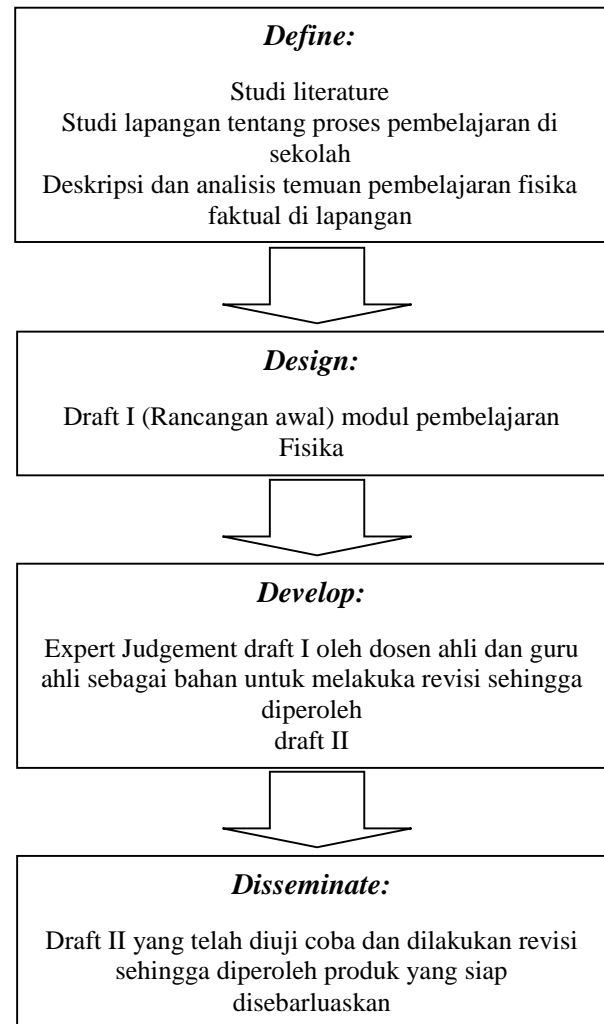 Define:
Studi literature
Studi lapangan tentang proses pembelajaran di
sekolah
Deskripsi dan analisis temuan pembelajaran fisika
faktual di lapangan
Design:
Draft I (Rancangan awal) modul pembelajaran
Fisika
Develop:
Expert Judgement draft I oleh dosen ahli dan guru
ahli sebagai bahan untuk melakuka revisi sehingga
diperoleh
draft II
Disseminate:
Draft II yang telah diuji coba dan dilakukan revisi
sehingga diperoleh produk yang siap
disebarluaskan